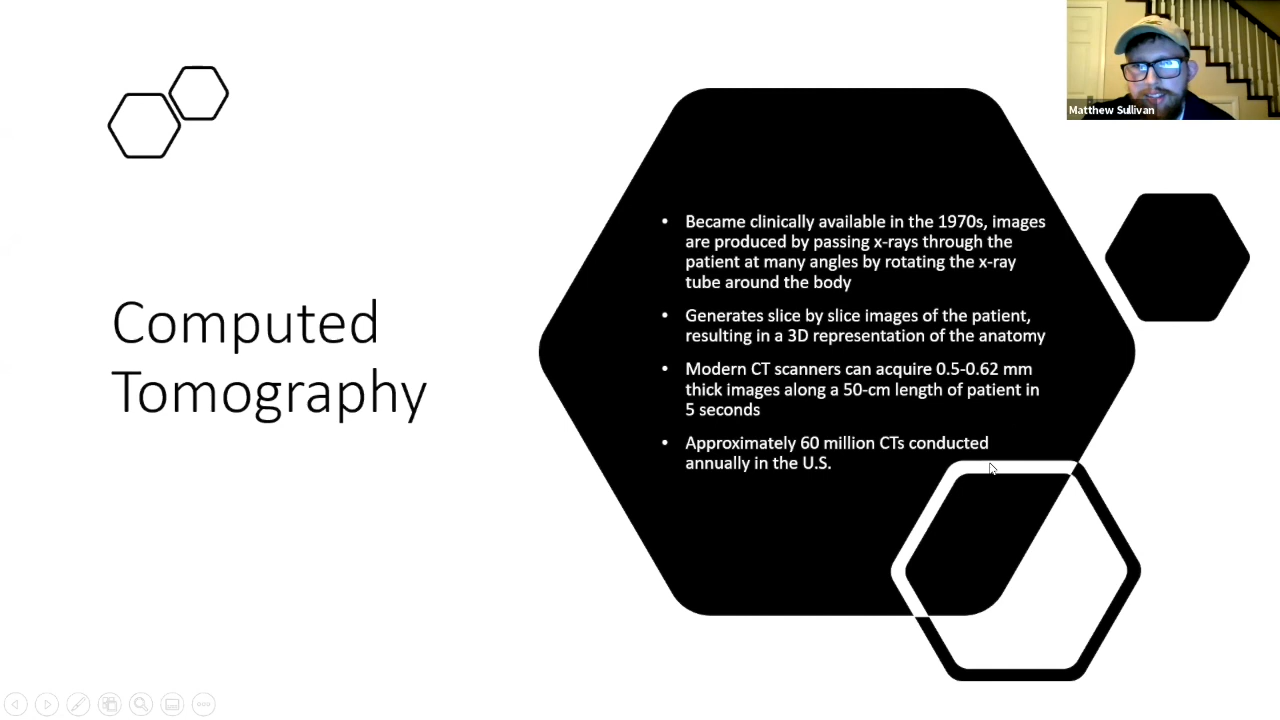 Matthew Sullivan
Computed
Tomography
• Became clinically available in the 1970s, images
are produced by passing x-rays through the
patient at many angles by rotating the x-ray
tube around the body
• Generates slice by slice images of the patient,
resulting in a 3D representation of the anatomy
• Modern CT scanners can acquire 0.5-0.62 mm
thick images along a 50-cm length of patient in
5 seconds
• Approximately 60 million CTs conducted
annually in the U.S.